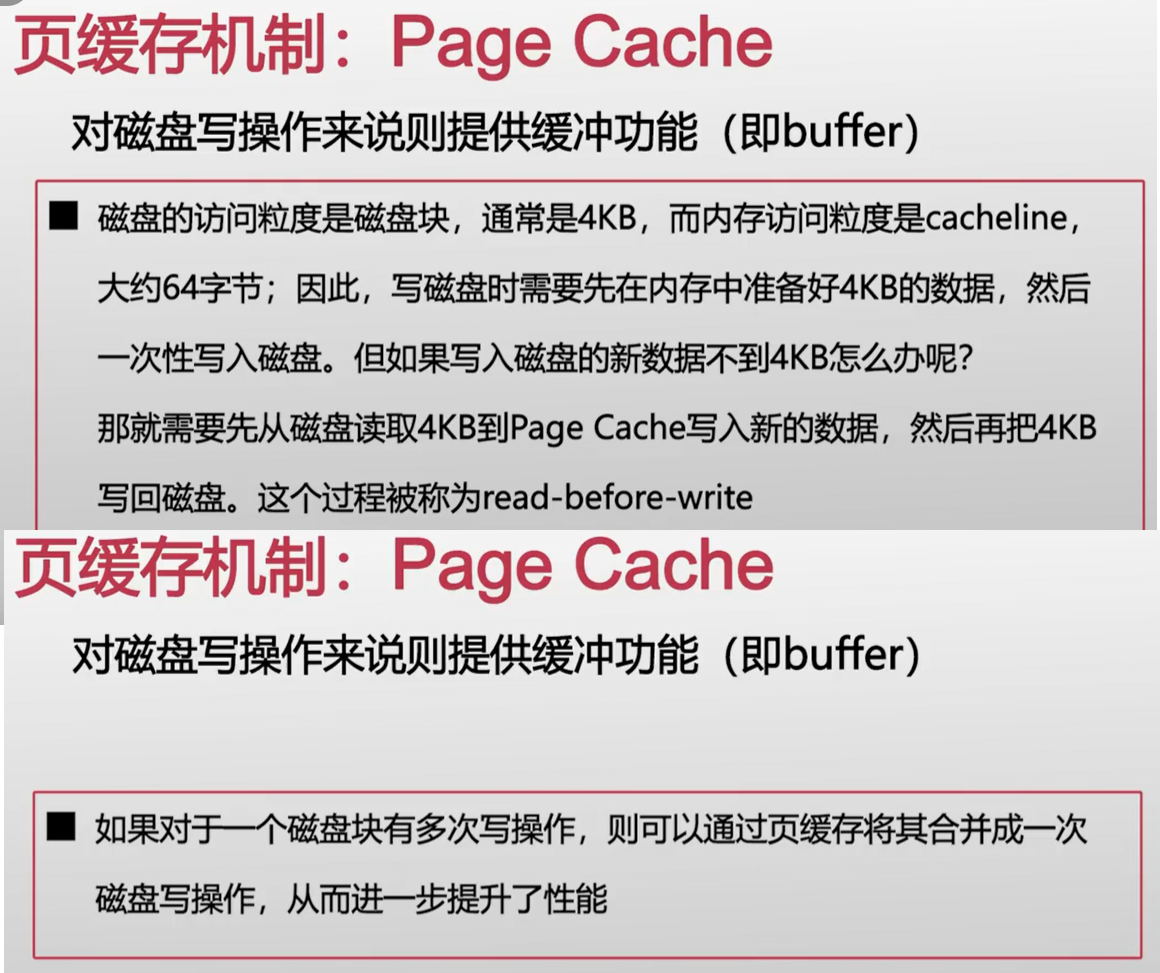 页缓存机制：Page Cache
对磁盘写操作来说则提供缓冲功能（即buffer）
■ 磁盘的访问粒度是磁盘块，通常是4KB，而内存访问粒度是cacheline，
大约64字节；因此，写磁盘时需要先在内存中准备好4KB的数据，然后
一次性写入磁盘。但如果写入磁盘的新数据不到4KB怎么办呢？
那就需要先从磁盘读取4KB到Page Cache写入新的数据，然后再把4KB
写回磁盘。这个过程被称为read-before-write
页缓存机制：Page Cache
对磁盘写操作来说则提供缓冲功能（即buffer）
■ 如果对于一个磁盘块有多次写操作，则可以通过页缓存将其合并成一次
磁盘写操作，从而进一步提升了性能